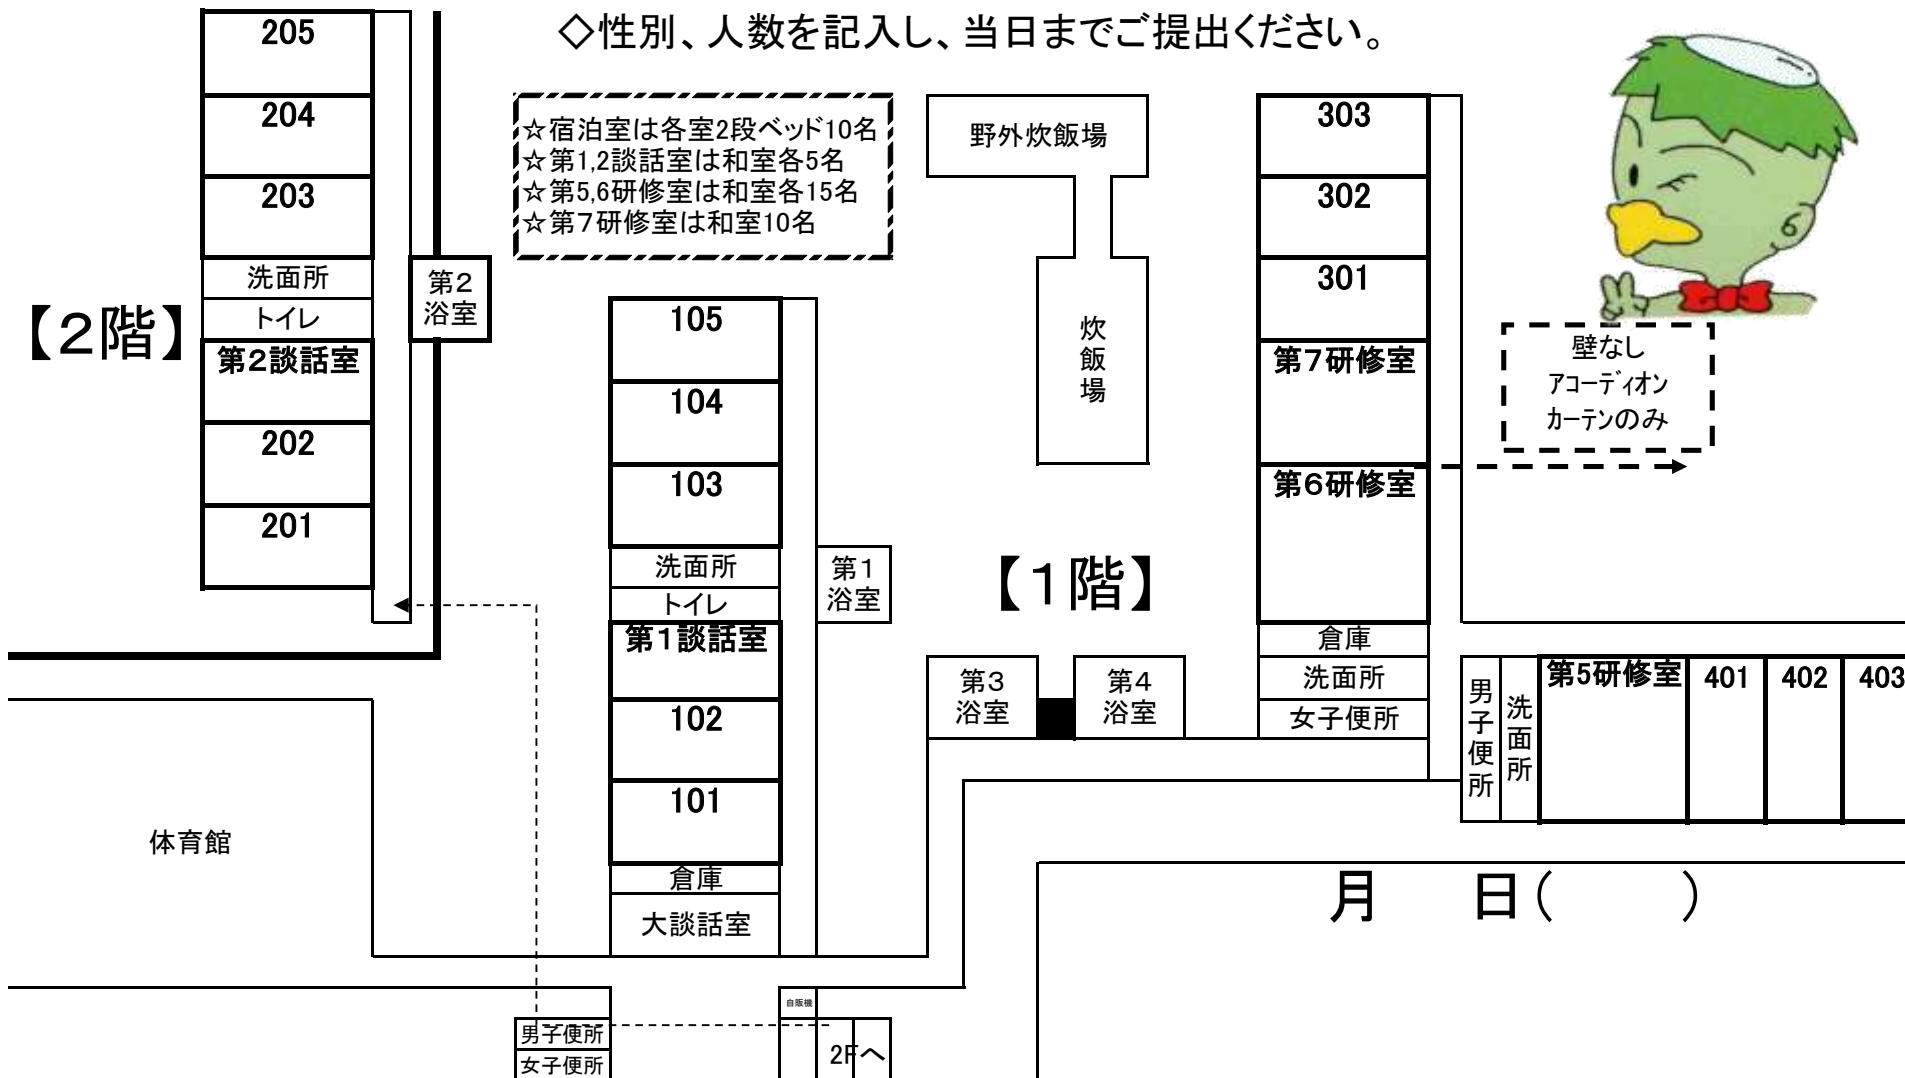 ◇性別、人数を記入し、当日までご提出ください。
205
204
203
洗面所
トイレ
第2談話室
202
201
【2階】
第2
浴室
☆宿泊室は各室2段ベッド10名
☆第1,2談話室は和室各5名
☆第5,6研修室は和室各15名
☆第7研修室は和室10名
105
104
103
洗面所
トイレ
第1談話室
102
101
倉庫
大談話室
第1
浴室
野外炊飯場
炊飯場
【1階】
303
302
301
第7研修室
第6研修室
倉庫
洗面所
女子便所
壁なし
アコーディオン
カーテンのみ
第3
浴室
第4
浴室
男子便所
洗面所
第5研修室
401
402
403
体育館
月 日( )
自販機
男子便所
女子便所
2Fへ